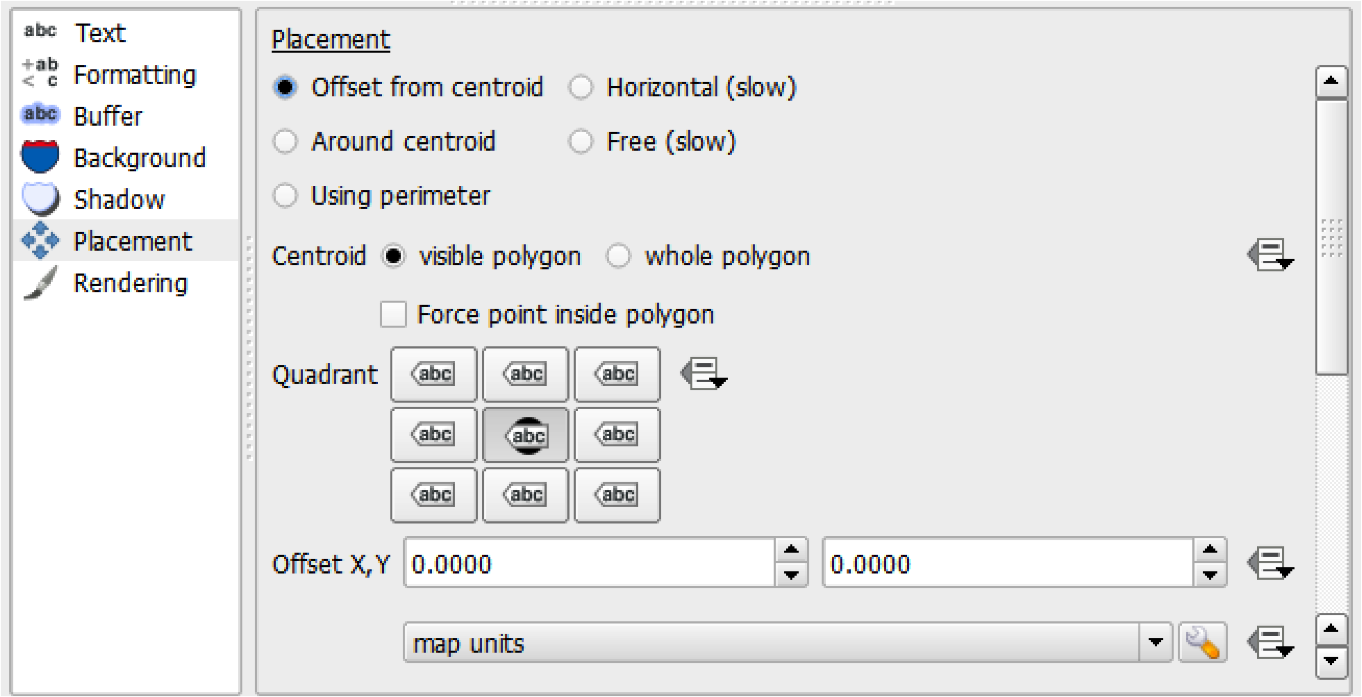 abc Text
+ab
< c Formatting
abc Buffer
Background
Shadow
Placement
Rendering
Placement
Offset from centroid Horizontal (slow)
Around centroid Free (slow)
Using perimeter
Centroid visible polygon whole polygon
Force point inside polygon
Quadrant abc abc abc
abc abc abc
abc abc abc
Offset X,Y 0.0000 0.0000
map units